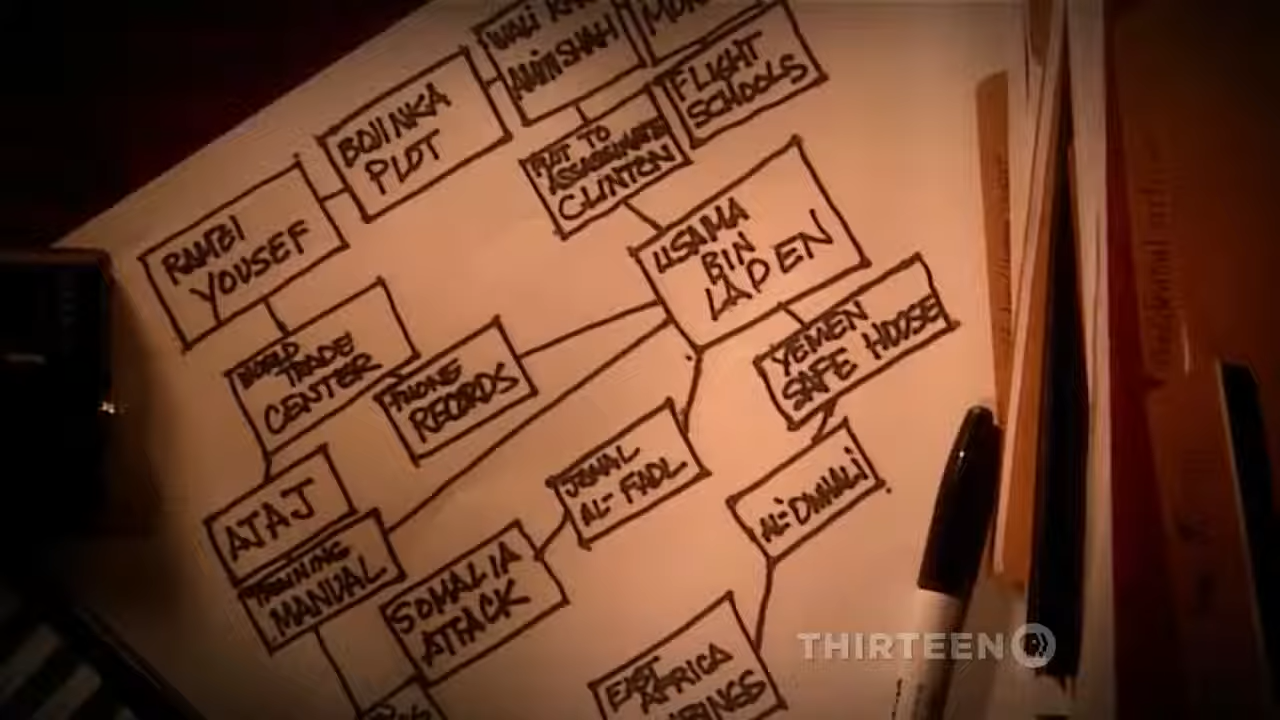 WALI KHAN
AMIN SHAH
FLIGHT
SCHOOLS
BOJINKA
PLOT
PLOT TO
ASSASSINATE
CLINTON
RAMZI
YOUSEF
USAMA
BIN
LADEN
WORLD
TRADE
CENTER
PHONE
RECORDS
YEMEN
SAFE HOUSE
JAMAL
AL-FADL
AL-'OWHALI
AJAJ
TRAINING
MANUAL
SOMALIA
ATTACK
EAST
AFRICA
THIRTEEN